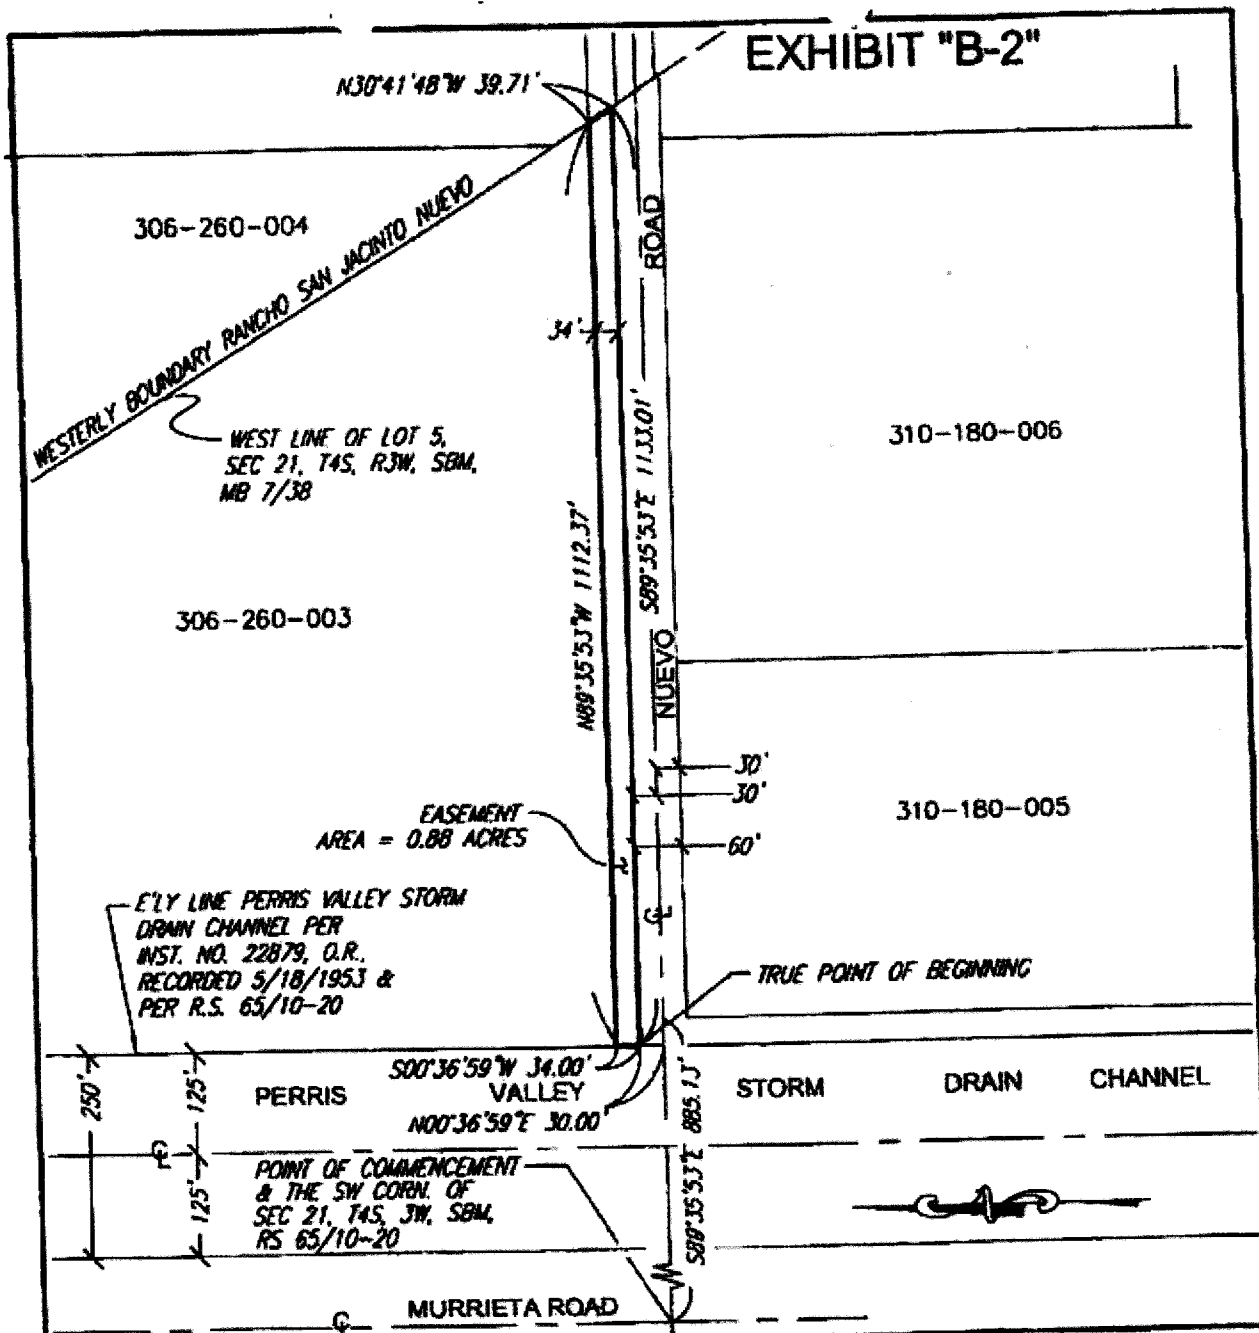 EXHIBIT "B-2"
N30°41'48"W 39.71'
306-260-004
WESTERLY BOUNDARY RANCHO SAN JACINTO NUEVO
ROAD
34'
WEST LINE OF LOT 5,
SEC 21, T4S, R3W, SBM,
MB 7/38
310-180-006
S89°35'53"E 1133.01'
N89°35'53"W 1112.37'
306-260-003
NUEVO
30'
30'
60'
310-180-005
EASEMENT
AREA = 0.88 ACRES
E'LY LINE PERRIS VALLEY STORM
DRAIN CHANNEL PER
INST. NO. 22879, O.R.,
RECORDED 5/18/1953 &
PER R.S. 65/10-20
TRUE POINT OF BEGINNING
S00°36'59"W 34.00'
250'
125'
PERRIS VALLEY STORM DRAIN CHANNEL
N00°36'59"E 30.00'
S89°35'53"E 885.13'
125'
POINT OF COMMENCEMENT
& THE SW CORN. OF
SEC 21, T4S, 3W, SBM,
RS 65/10-20
MURRIETA ROAD